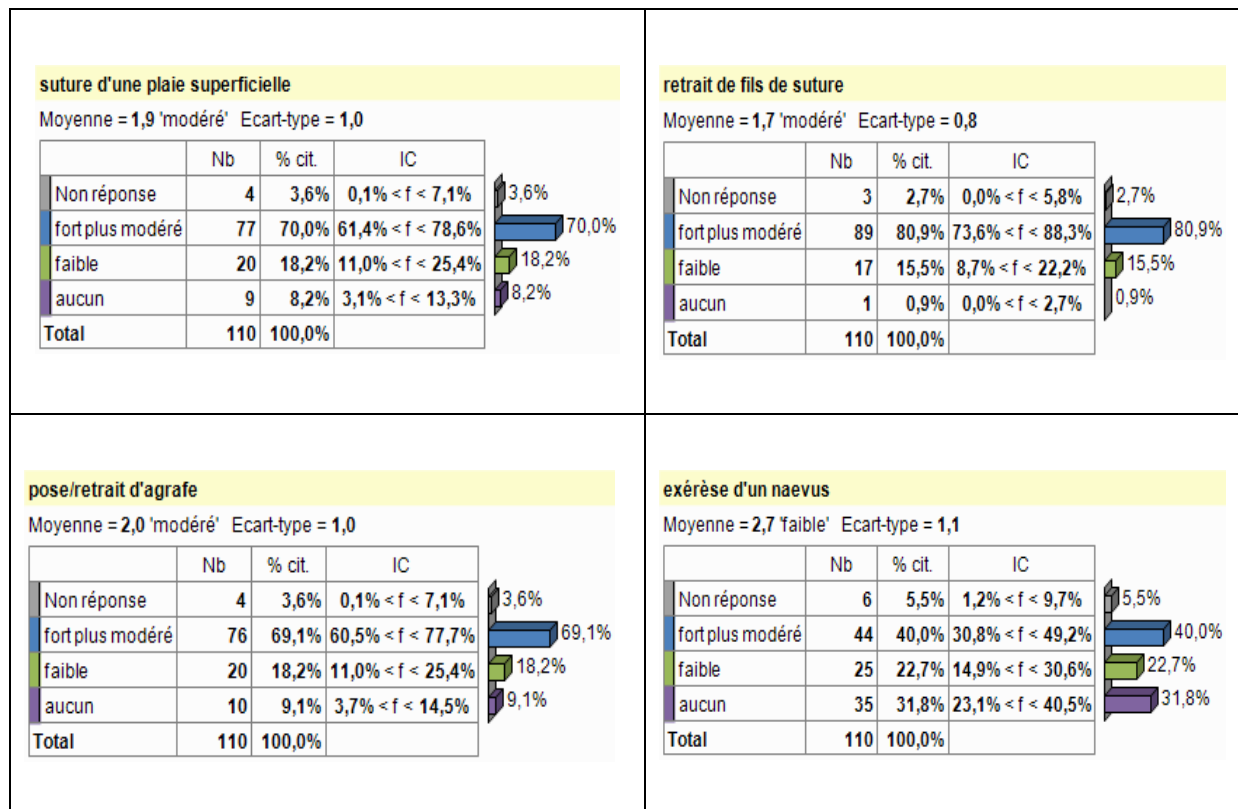 suture d'une plaie superficielle
Moyenne = 1,9 'modéré' Ecart-type = 1,0
Nb % cit. IC
Non réponse 4 3,6% 0,1% < f < 7,1% 3,6%
fort plus modéré 77 70,0% 61,4% < f < 78,6% 70,0%
faible 20 18,2% 11,0% < f < 25,4% 18,2%
aucun 9 8,2% 3,1% < f < 13,3% 8,2%
Total 110 100,0%
retrait de fils de suture
Moyenne = 1,7 'modéré' Ecart-type = 0,8
Nb % cit. IC
Non réponse 3 2,7% 0,0% < f < 5,8% 2,7%
fort plus modéré 89 80,9% 73,6% < f < 88,3% 80,9%
faible 17 15,5% 8,7% < f < 22,2% 15,5%
aucun 1 0,9% 0,0% < f < 2,7% 0,9%
Total 110 100,0%
pose/retrait d'agrafe
Moyenne = 2,0 'modéré' Ecart-type = 1,0
Nb % cit. IC
Non réponse 4 3,6% 0,1% < f < 7,1% 3,6%
fort plus modéré 76 69,1% 60,5% < f < 77,7% 69,1%
faible 20 18,2% 11,0% < f < 25,4% 18,2%
aucun 10 9,1% 3,7% < f < 14,5% 9,1%
Total 110 100,0%
exérèse d'un naevus
Moyenne = 2,7 'faible' Ecart-type = 1,1
Nb % cit. IC
Non réponse 6 5,5% 1,2% < f < 9,7% 5,5%
fort plus modéré 44 40,0% 30,8% < f < 49,2% 40,0%
faible 25 22,7% 14,9% < f < 30,6% 22,7%
aucun 35 31,8% 23,1% < f < 40,5% 31,8%
Total 110 100,0%